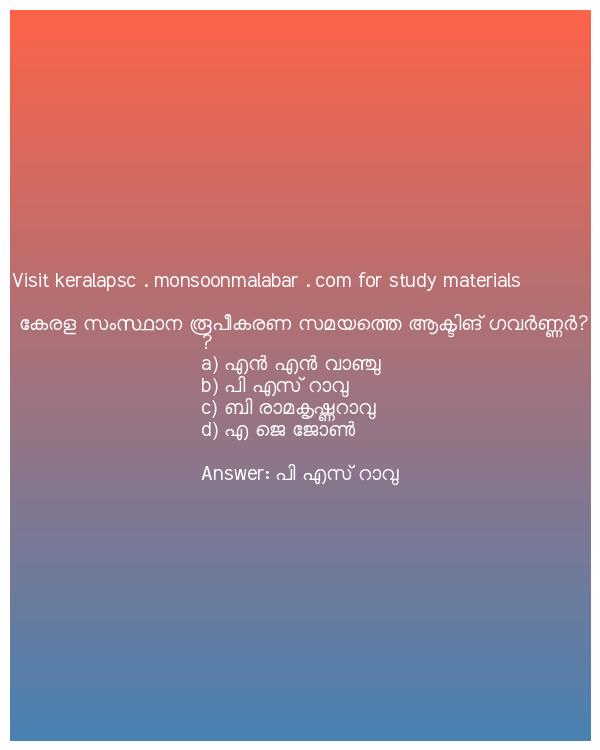 Visit keralapsc . monsoonmalabar . com for study materials
കേരള സംസ്ഥാന രൂപീകരണ സമയത്തെ ആക്ടിങ് ഗവർണ്ണർ?
?
a) എൻ എൻ വാഞ്ചു
b) പി എസ് റാവു
c) ബി രാമകൃഷ്ണറാവു
d) എ ജെ ജോൺ
Answer: പി എസ് റാവു